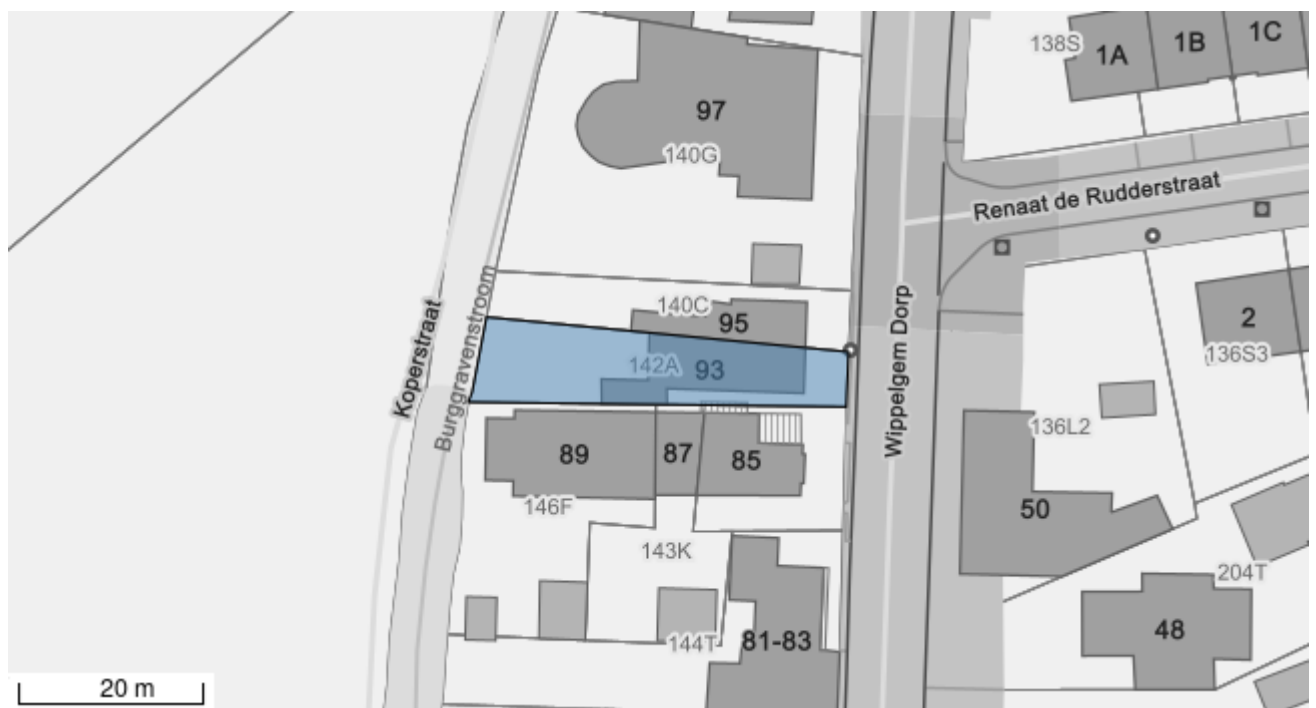 1A
1B
1C
138S
97
140G
Renaat de Rudderstraat
140C
95
2
136S3
142A
93
Koperstraat
Burggravenstroom
Wippelgem Dorp
136L2
89
87
85
146F
50
143K
204T
144T
81-83
48
20 m